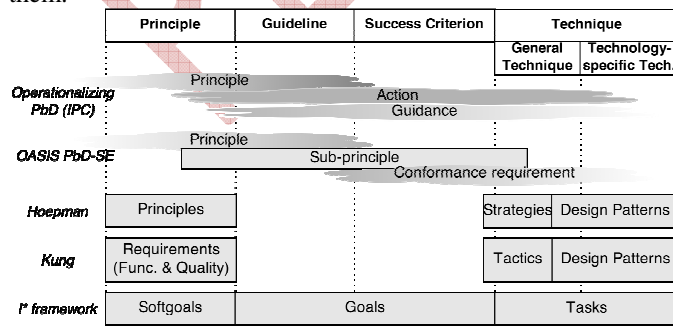 them.
Principle Guideline Success Criterion Technique
General Technique Technology-specific Tech.
Principle
Operationalizing PbD (IPC)
Action
Guidance
Principle
OASIS PbD-SE
Sub-principle
Conformance requirement
Hoepman Principles Strategies Design Patterns
Kung Requirements (Func. & Quality) Tactics Design Patterns
I* framework Softgoals Goals Tasks